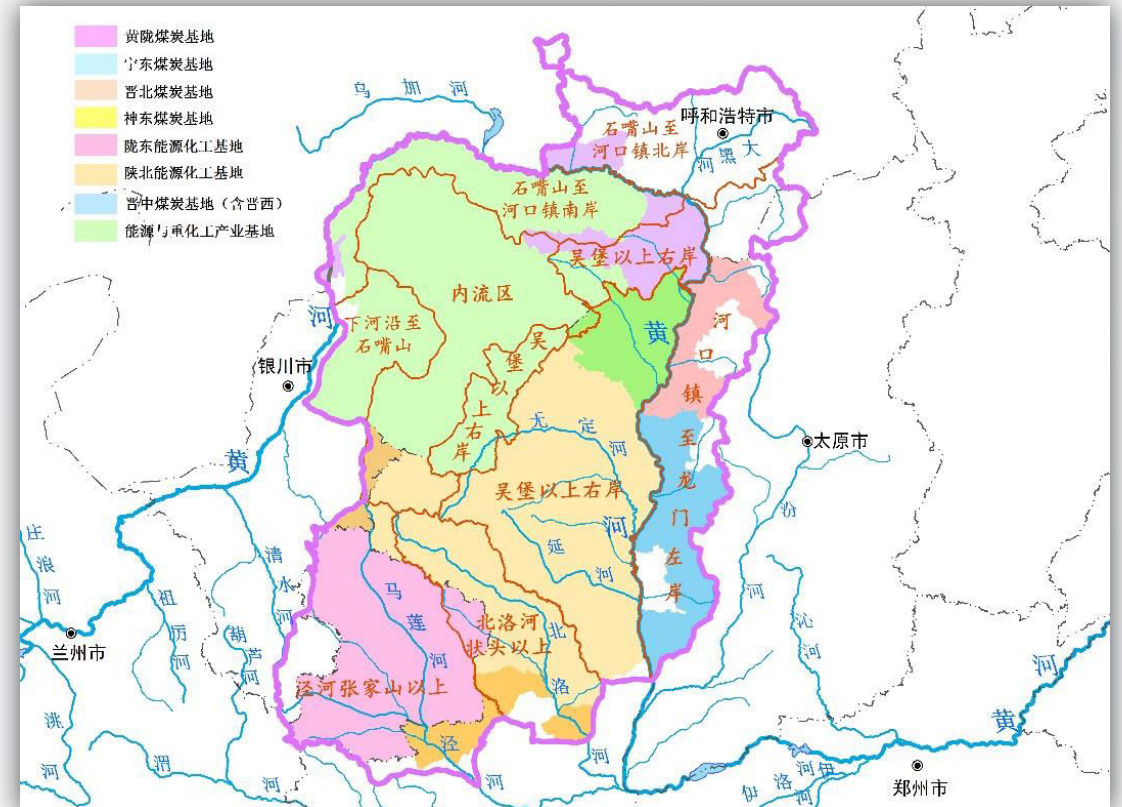 黄陇煤炭基地
宁东煤炭基地
晋北煤炭基地
神东煤炭基地
陇东能源化工基地
陕北能源化工基地
晋中煤炭基地（含晋西）
能源与重化工产业基地
乌加河
呼和浩特市
石嘴山至
河口镇北岸
大黑河
石嘴山至
河口镇南岸
吴堡以上右岸
内流区
河
下河沿至
石嘴山
黄
河口镇至龙门左岸
吴堡以上右岸
银川市
无定河
太原市
黄
吴堡以上右岸
河
汾河
延河
庄浪河
清水河
马莲河
祖厉河
葫芦河
北洛河
状头以上
北洛河
沁河
兰州市
泾河张家山以上
河
黄
洮河
渭河
泾河
伊洛河
伊
郑州市